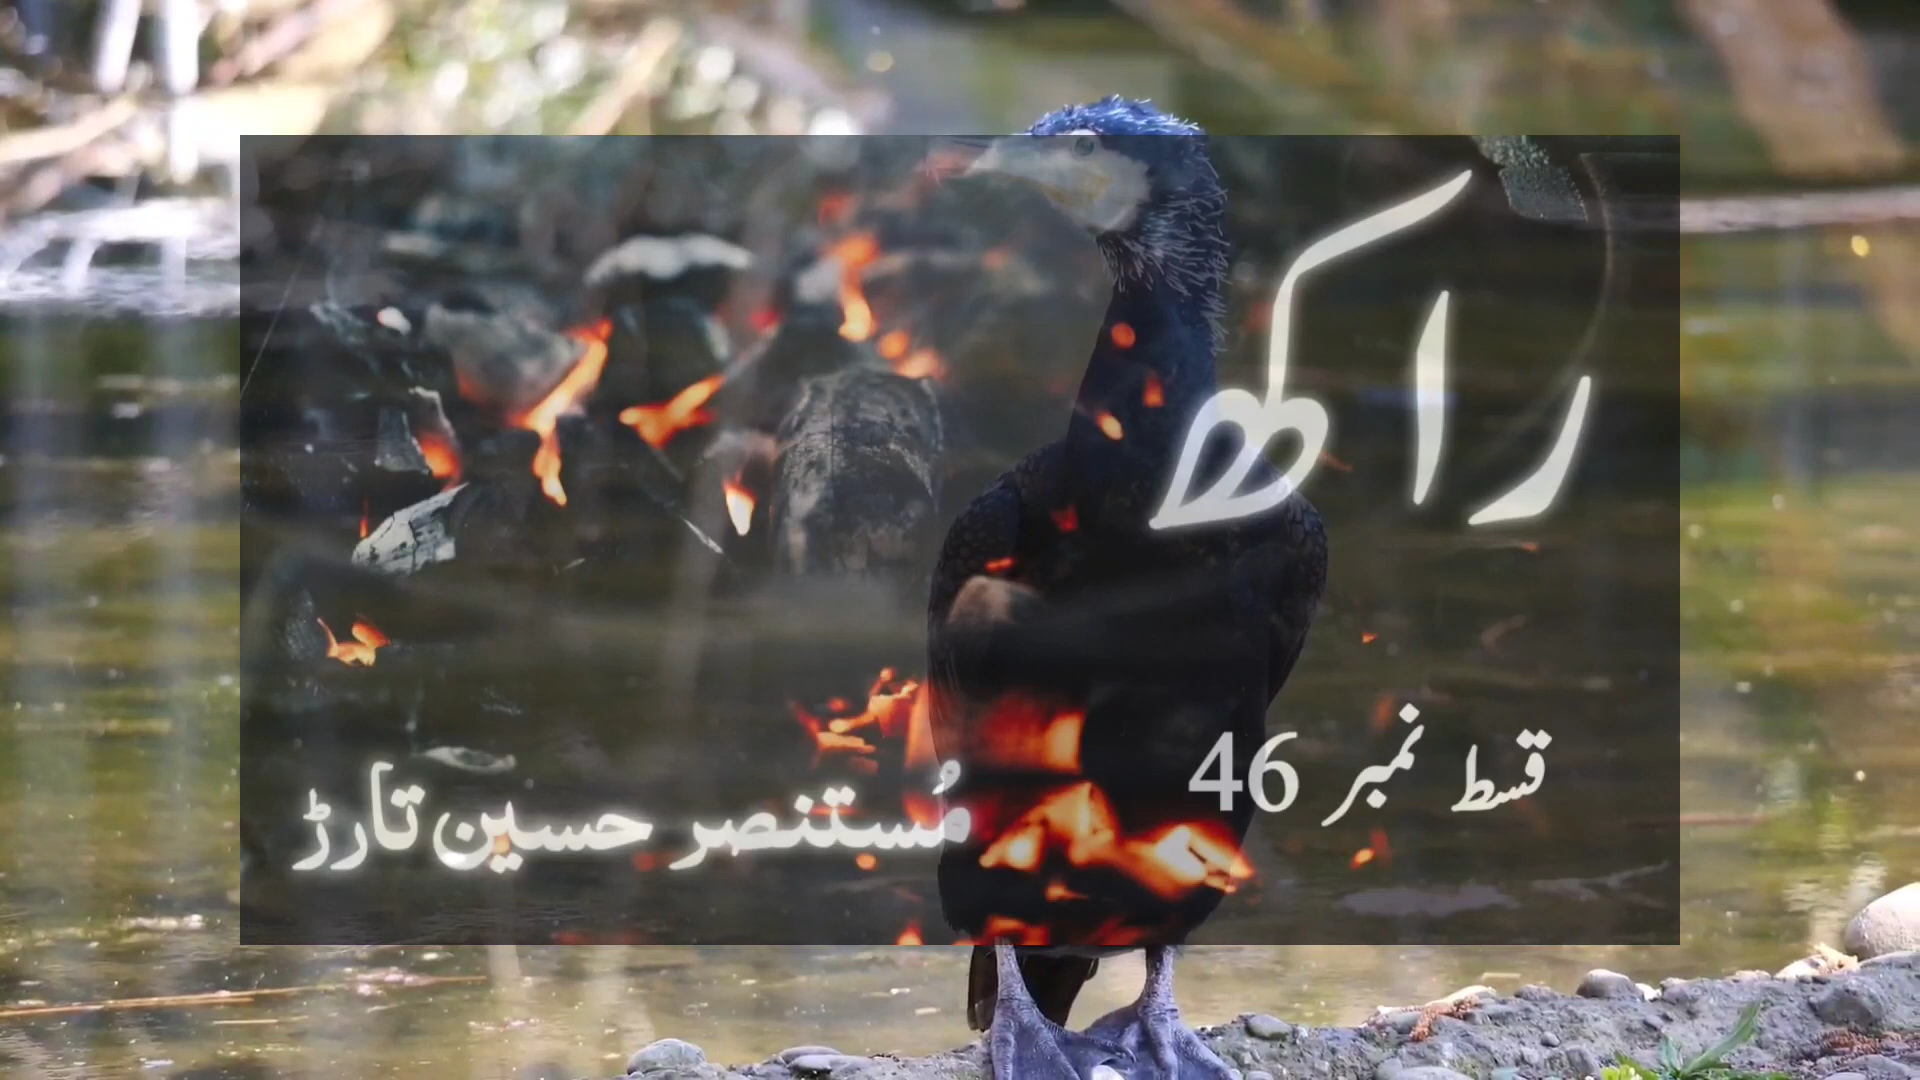 راکھ
قسط نمبر 46
مُستنصر حسین تارڑ